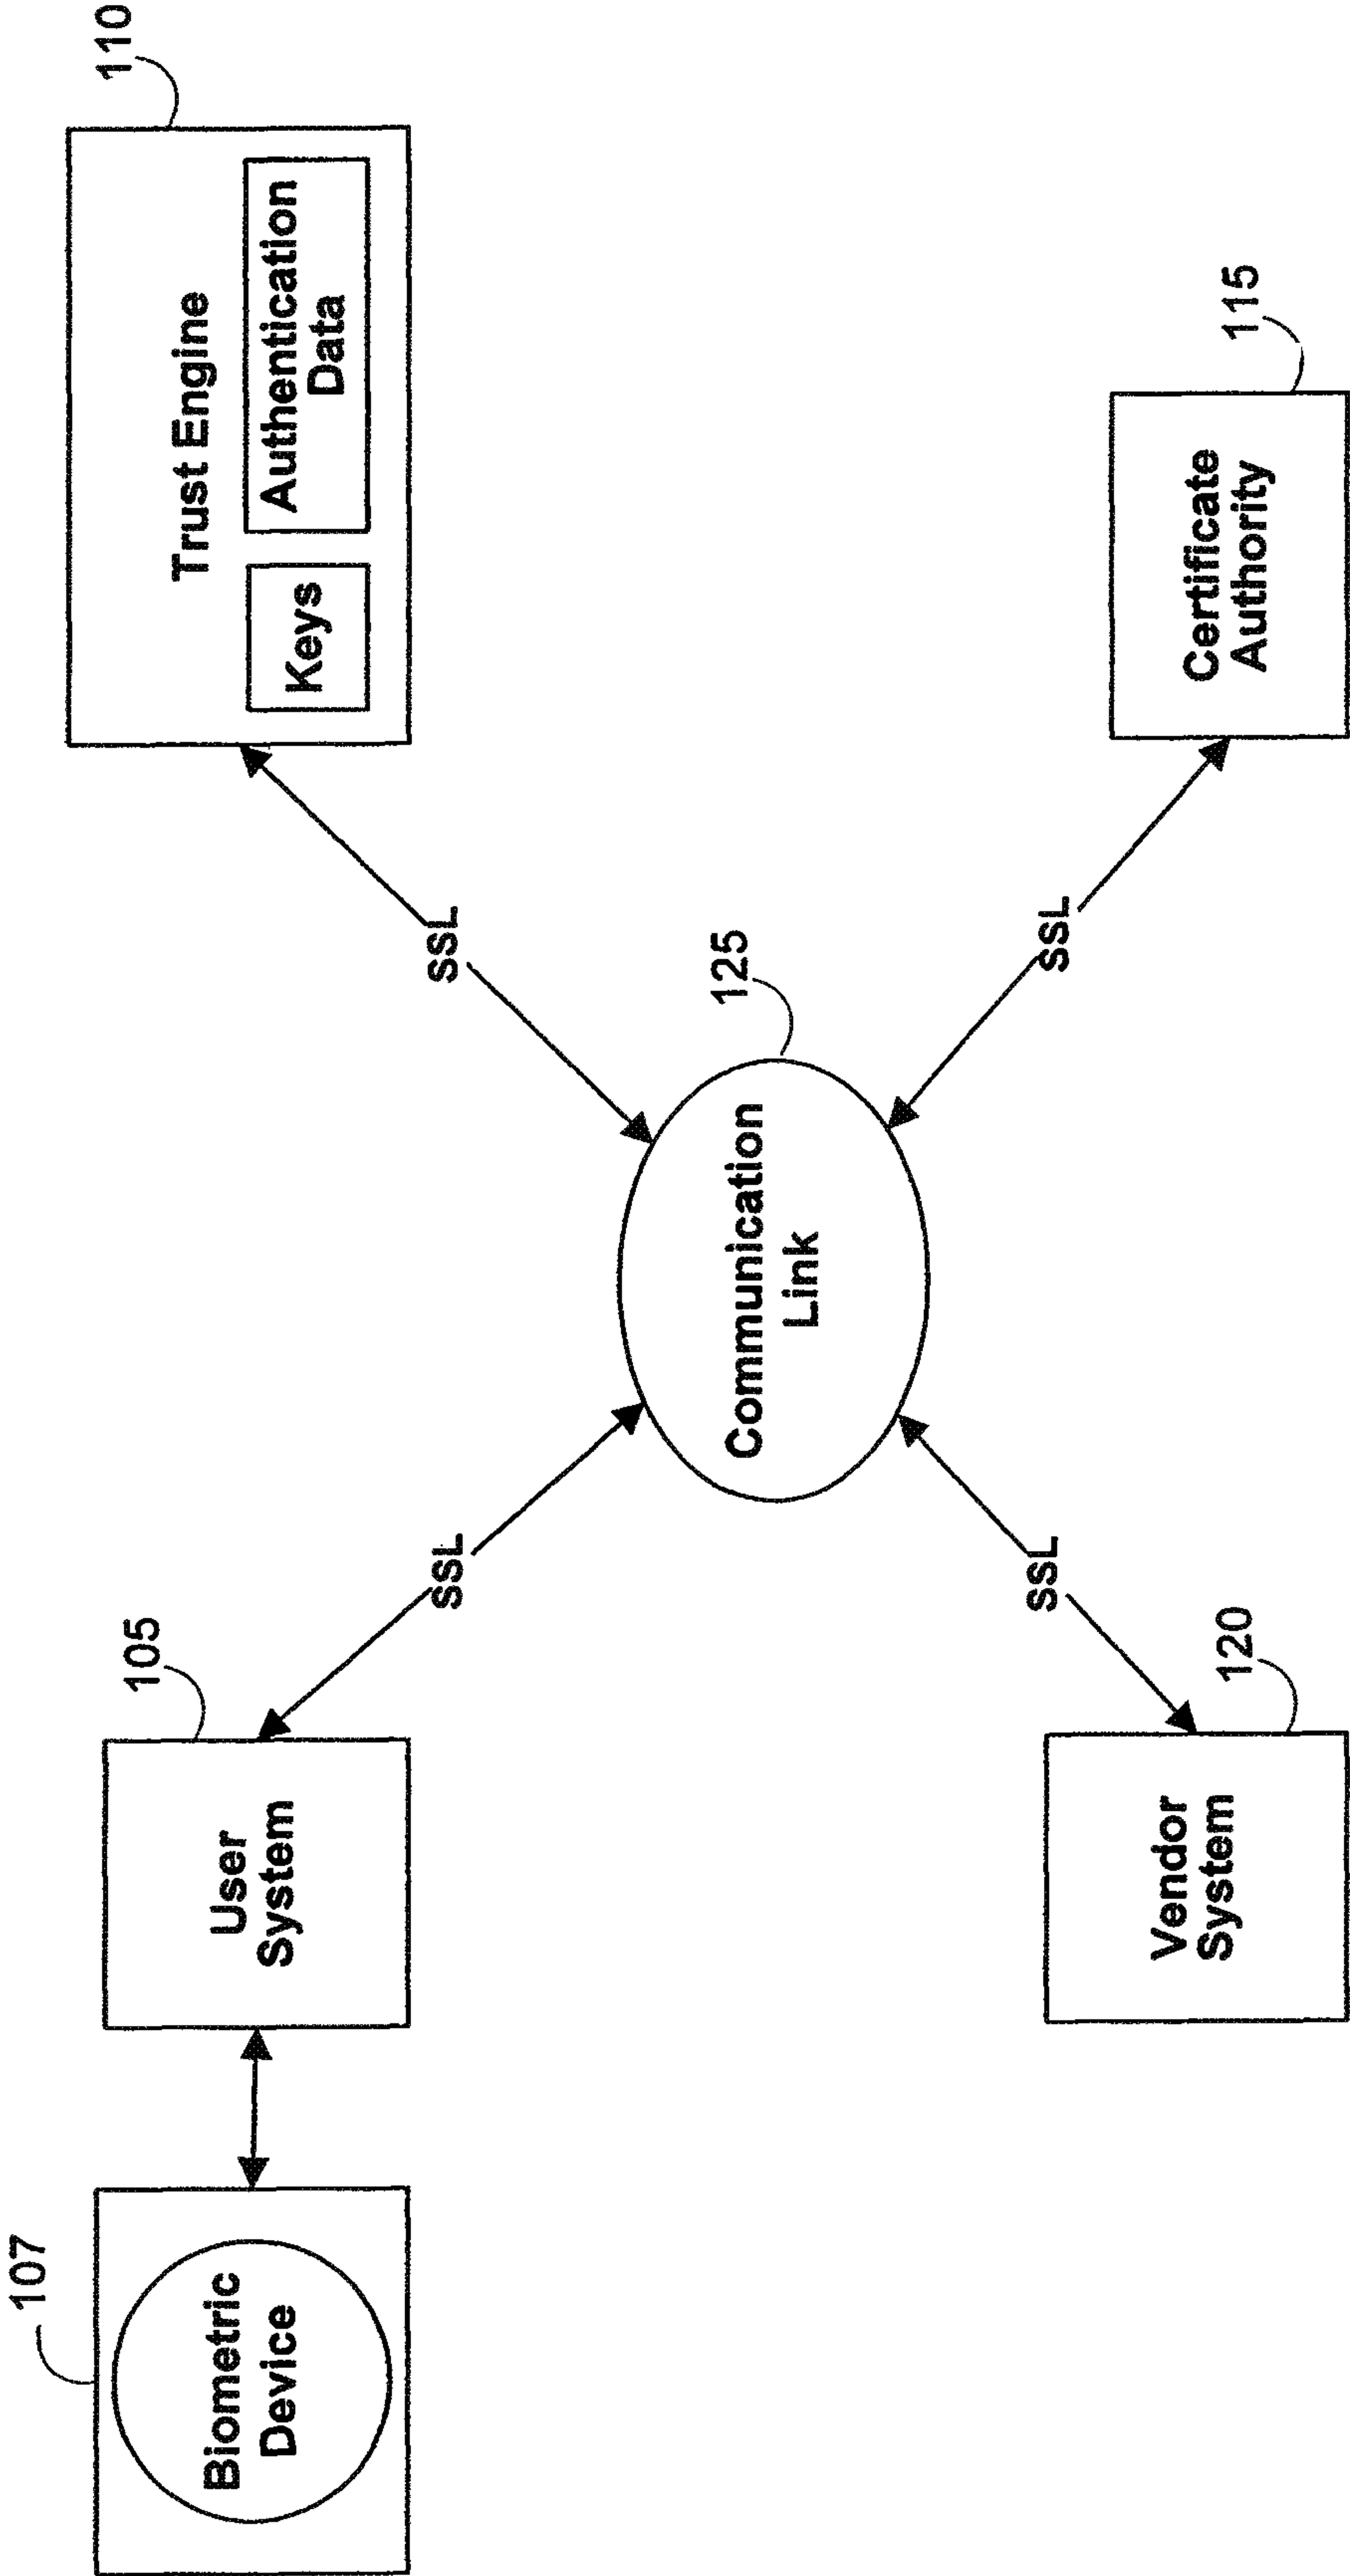 107
Biometric
Device
105
User
System
SSL
110
Trust Engine
Keys
Authentication
Data
SSL
125
Communication
Link
SSL
120
Vendor
System
SSL
115
Certificate
Authority